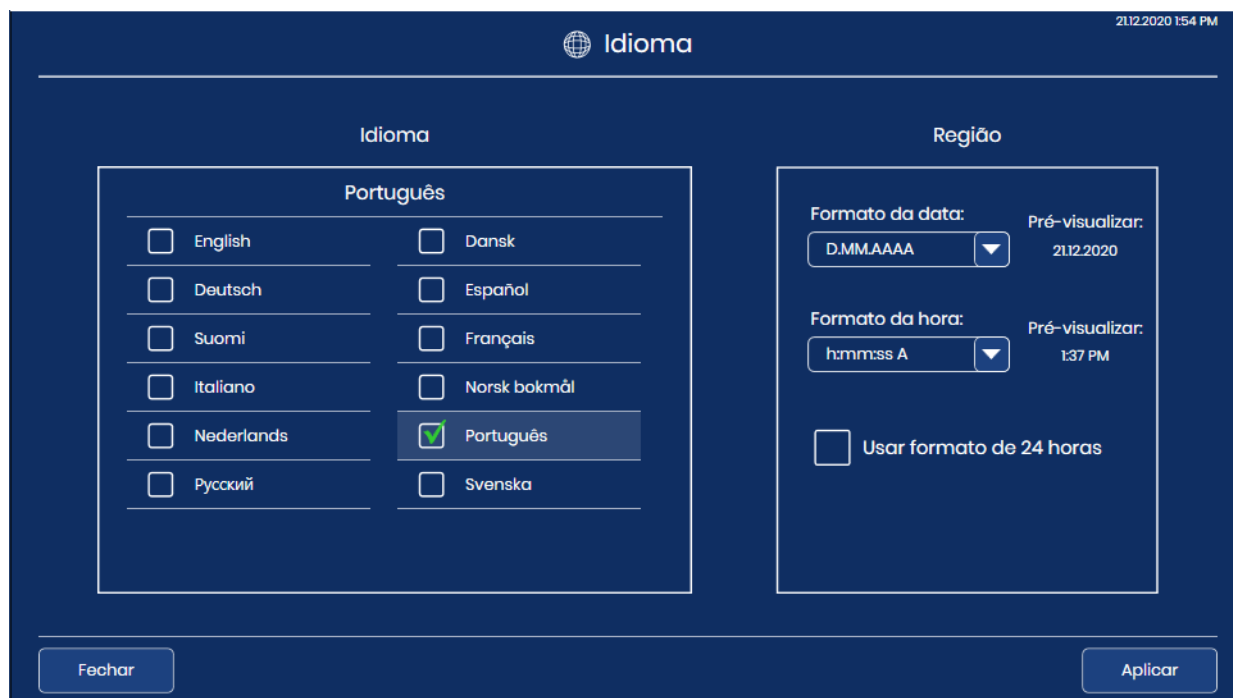 21.12.2020 1:54 PM
Idioma
Idioma
Português
English
Dansk
Deutsch
Español
Suomi
Français
Italiano
Norsk bokmål
Nederlands
Português
Русский
Svenska
Região
Formato da data:
Pré-visualizar:
D.MM.AAAA
21.12.2020
Formato da hora:
Pré-visualizar:
h:mm:ss A
1:37 PM
Usar formato de 24 horas
Fechar
Aplicar